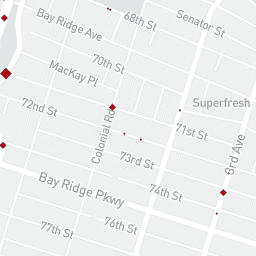 68th St
Senator St
Bay Ridge Ave
70th St
MacKay Pl
72nd St
Superfresh
Colonial Rd
71st St
73rd St
3rd Ave
Bay Ridge Pkwy
74th St
76th St
77th St